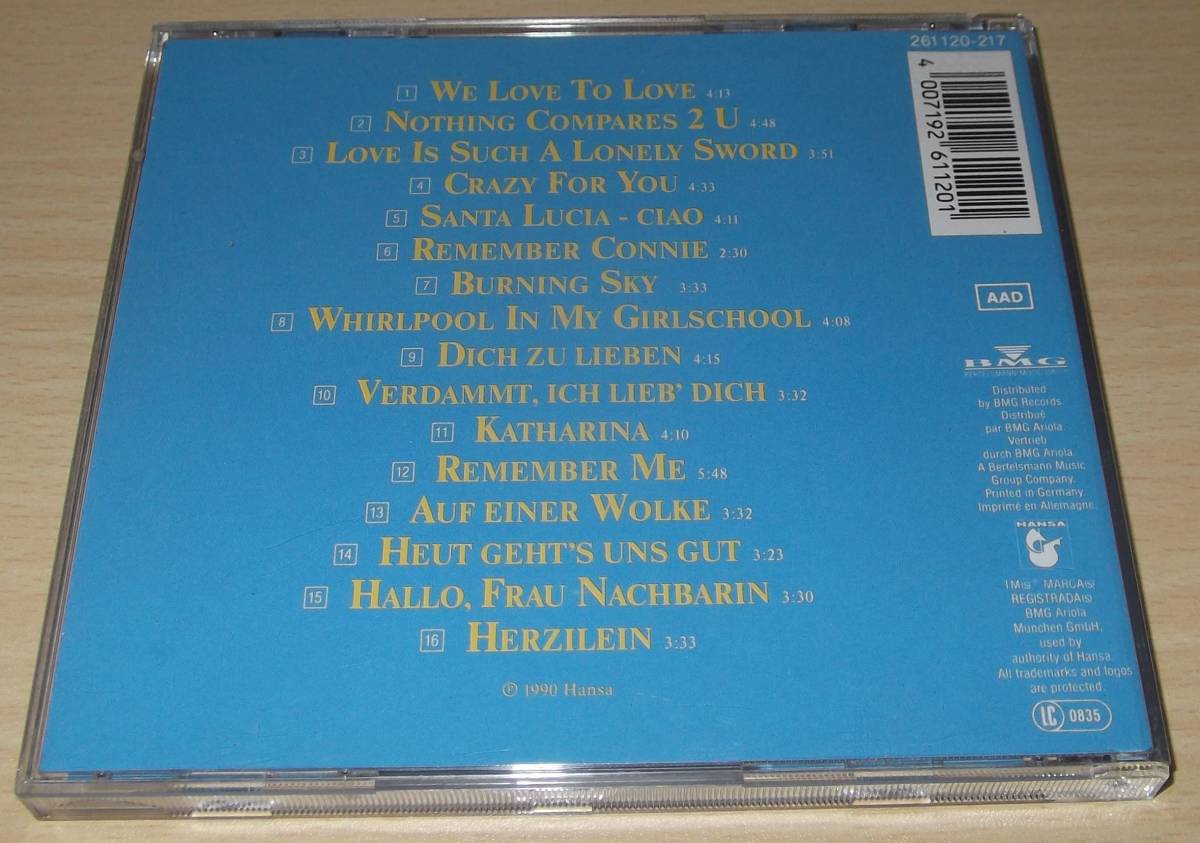 261 120-217
4 007192 611201
1 WE LOVE TO LOVE 4:13
2 NOTHING COMPARES 2 U 4:48
3 LOVE IS SUCH A LONELY SWORD 3:51
4 CRAZY FOR YOU 4:33
5 SANTA LUCIA - CIAO 4:11
6 REMEMBER CONNIE 2:30
7 BURNING SKY 3:33
8 WHIRLPOOL IN MY GIRLSCHOOL 4:08
9 DICH ZU LIEBEN 4:15
10 VERDAMMT, ICH LIEB' DICH 3:32
11 KATHARINA 4:10
12 REMEMBER ME 5:48
13 AUF EINER WOLKE 3:32
14 HEUT GEHT'S UNS GUT 3:23
15 HALLO, FRAU NACHBARIN 3:30
16 HERZILEIN 3:33
℗ 1990 Hansa
AAD
BMG
Distributed
by BMG Records.
Distribué
par BMG Ariola.
Vertrieb
durch BMG Ariola.
A Bertelsmann Music
Group Company.
Printed in Germany.
Imprimé en Allemagne.
HANSA
TM(s)® MARCA(S)
REGISTRADA(S)
BMG Ariola
München GmbH,
used by
authority of Hansa.
All trademarks and logos
are protected.
LC 0835